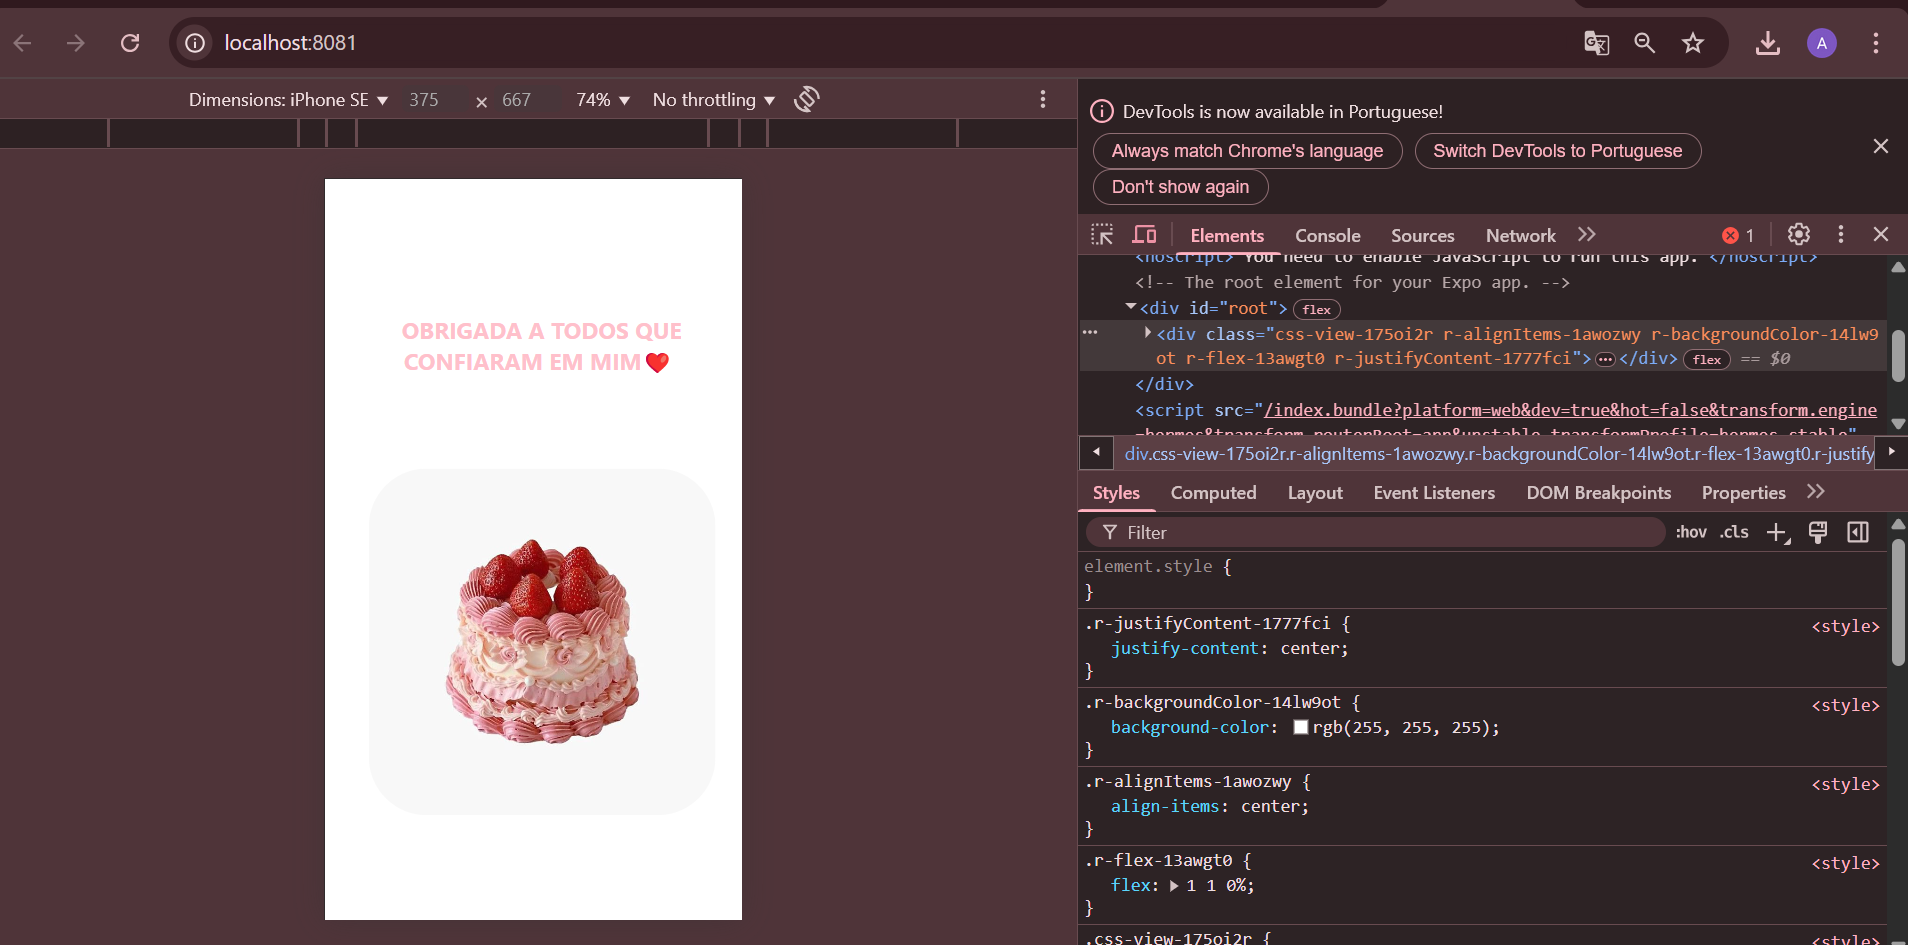 localhost:8081
A
Dimensions: iPhone SE ▼ 375 × 667 74% ▼ No throttling ▼
DevTools is now available in Portuguese!
Always match Chrome's language
Switch DevTools to Portuguese
Don't show again
Elements Console Sources Network 1
<noscript> You need to enable JavaScript to run this app. </noscript>
<!-- The root element for your Expo app. -->
<div id="root"> flex
<div class="css-view-175oi2r r-alignItems-1awozwy r-backgroundColor-14lw9
ot r-flex-13awgt0 r-justifyContent-1777fci"> … </div> flex == $0
</div>
<script src="/index.bundle?platform=web&dev=true&hot=false&transform.engine
=hermes&transform.routerRoot=app&unstable_transformProfile=hermes-stable"
div.css-view-175oi2r.r-alignItems-1awozwy.r-backgroundColor-14lw9ot.r-flex-13awgt0.r-justify
Styles Computed Layout Event Listeners DOM Breakpoints Properties
Filter :hov .cls
element.style {
}
.r-justifyContent-1777fci { <style>
justify-content: center;
}
.r-backgroundColor-14lw9ot { <style>
background-color: rgb(255, 255, 255);
}
.r-alignItems-1awozwy { <style>
align-items: center;
}
.r-flex-13awgt0 { <style>
flex: 1 1 0%;
}
.css-view-175oi2r { <style>
OBRIGADA A TODOS QUE
CONFIARAM EM MIM❤️